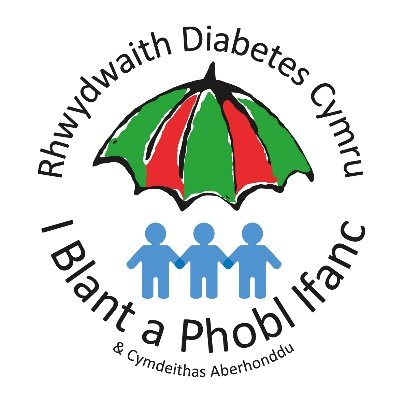 Rhwydwaith Diabetes Cymru
I Blant a Phobl Ifanc
& Cymdeithas Aberhonddu